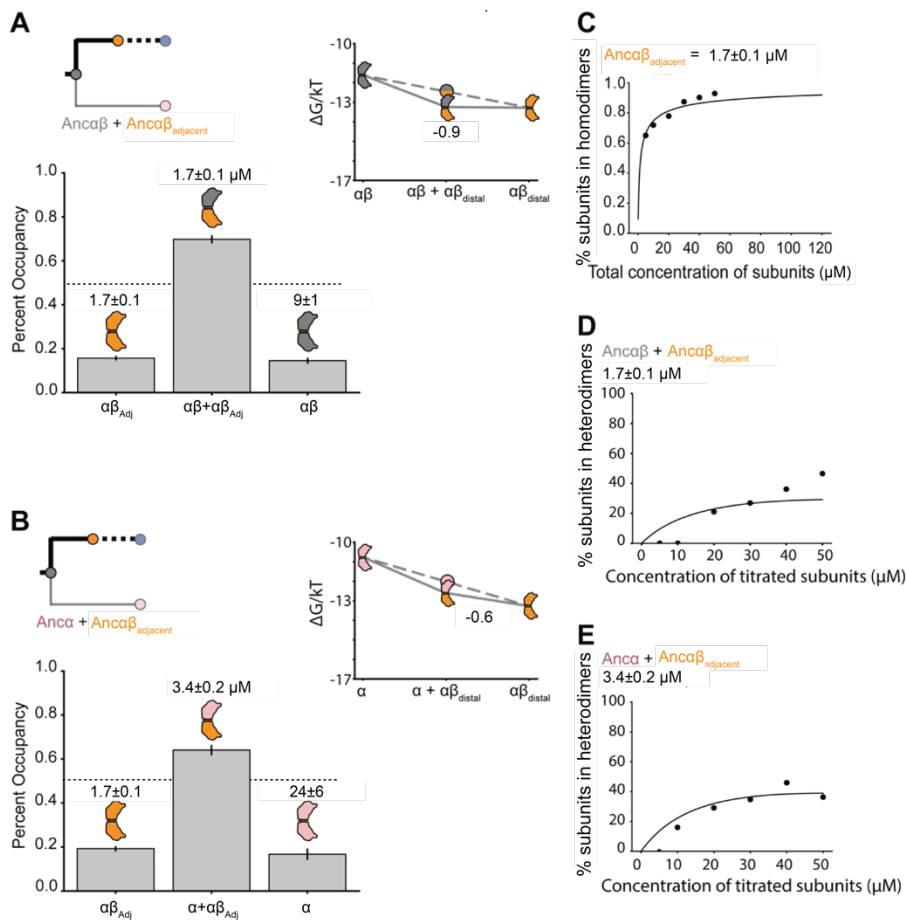 A
Ancαβ + Ancαβadjacent
1.7±0.1 μM
1.7±0.1
9±1
Percent Occupancy
1.0
0.8
0.6
0.4
0.2
0.0
αβAdj
αβ+αβAdj
αβ
ΔG/kT
-10
-13
-17
-0.9
αβ
αβ + αβdistal
αβdistal
B
Ancα + Ancαβadjacent
3.4±0.2 μM
1.7±0.1
24±6
Percent Occupancy
1.0
0.8
0.6
0.4
0.2
0.0
αβAdj
α+αβAdj
α
ΔG/kT
-10
-13
-17
-0.6
α
α + αβdistal
αβdistal
C
Ancαβadjacent = 1.7±0.1 μM
% subunits in homodimers
1.0
0.8
0.6
0.4
0.2
0.0
0 20 40 60 80 100 120
Total concentration of subunits (μM)
D
Ancαβ + Ancαβadjacent
1.7±0.1 μM
% subunits in heterodimers
100
80
60
40
20
0
0 10 20 30 40 50
Concentration of titrated subunits (μM)
E
Ancα + Ancαβadjacent
3.4±0.2 μM
% subunits in heterodimers
100
80
60
40
20
0
0 10 20 30 40 50
Concentration of titrated subunits (μM)